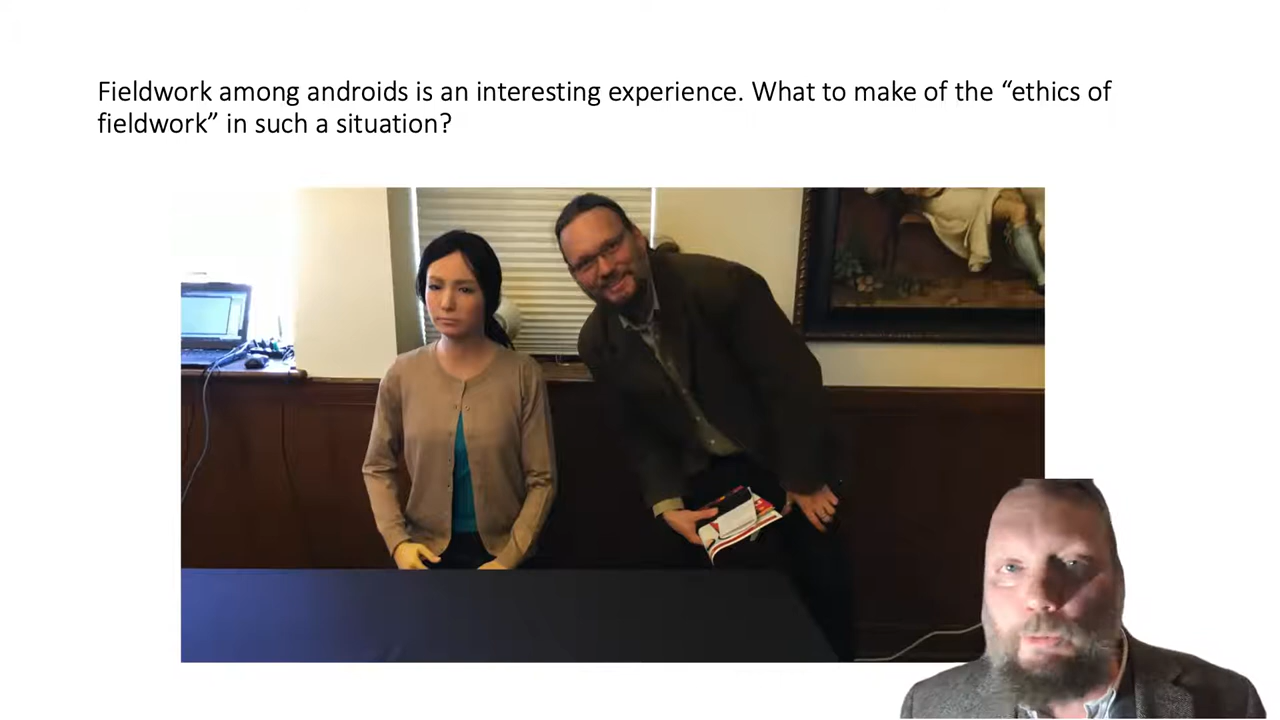 Fieldwork among androids is an interesting experience. What to make of the “ethics of
fieldwork” in such a situation?